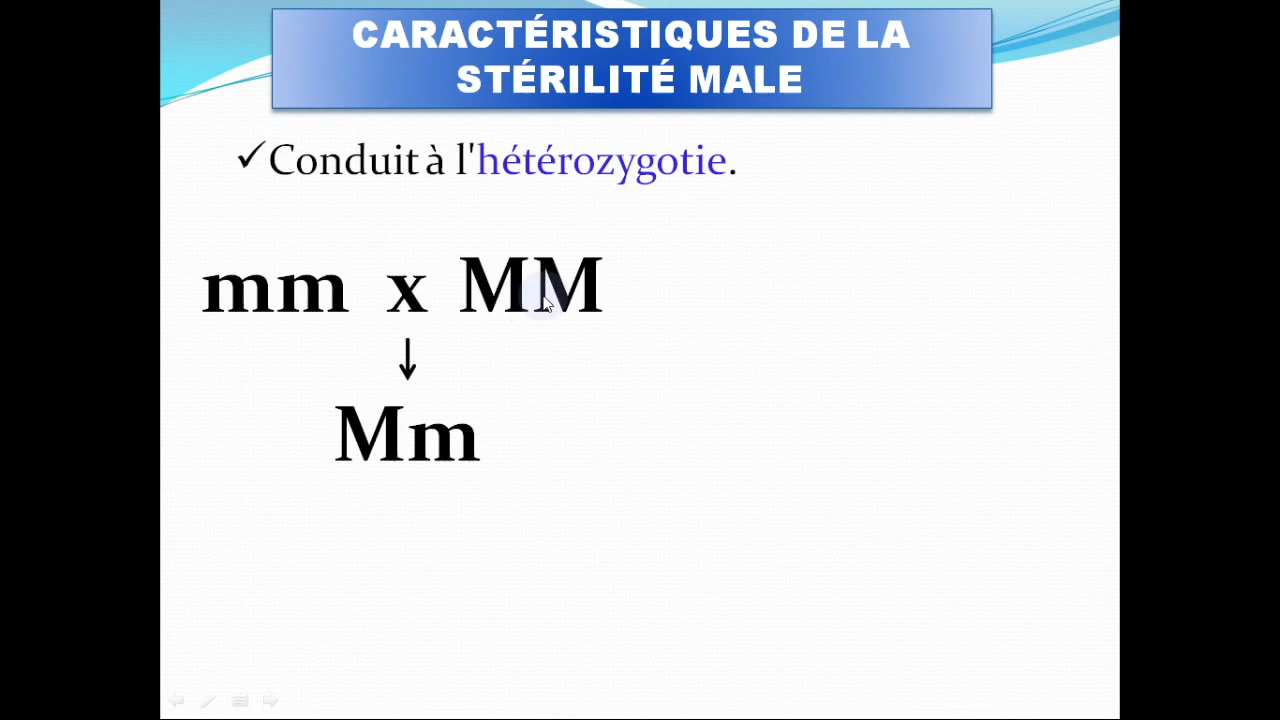 CARACTÉRISTIQUES DE LA
STÉRILITÉ MALE
✓Conduit à l'hétérozygotie.
mm x MM
↓
Mm